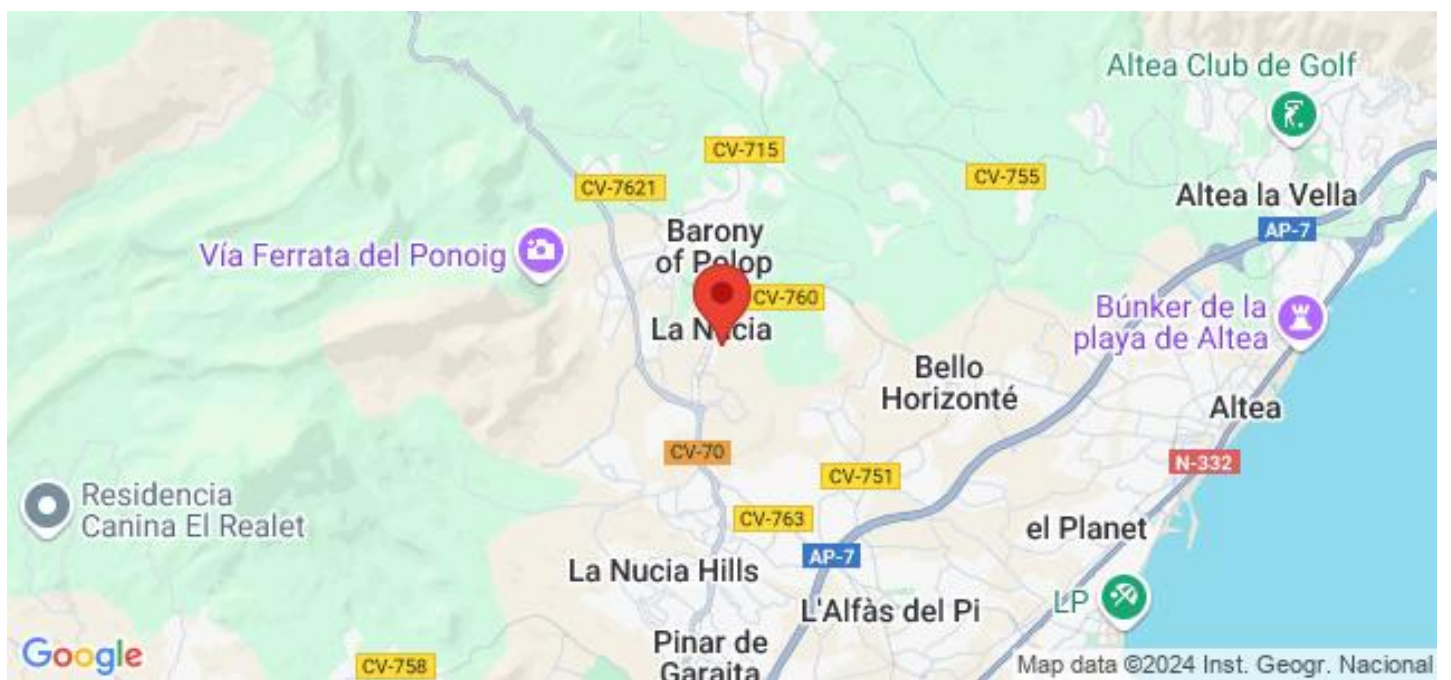 Altea Club de Golf
CV-715
CV-7621
CV-755
Altea la Vella
Barony
of Polop
AP-7
Vía Ferrata del Ponoig
CV-760
Búnker de la
playa de Altea
La Nucia
Bello
Horizonté
Altea
CV-70
N-332
CV-751
Residencia
Canina El Realet
CV-763
el Planet
AP-7
La Nucia Hills
L'Alfàs del Pi
LP
Pinar de
Garaita
Google
CV-758
Map data ©2024 Inst. Geogr. Nacional